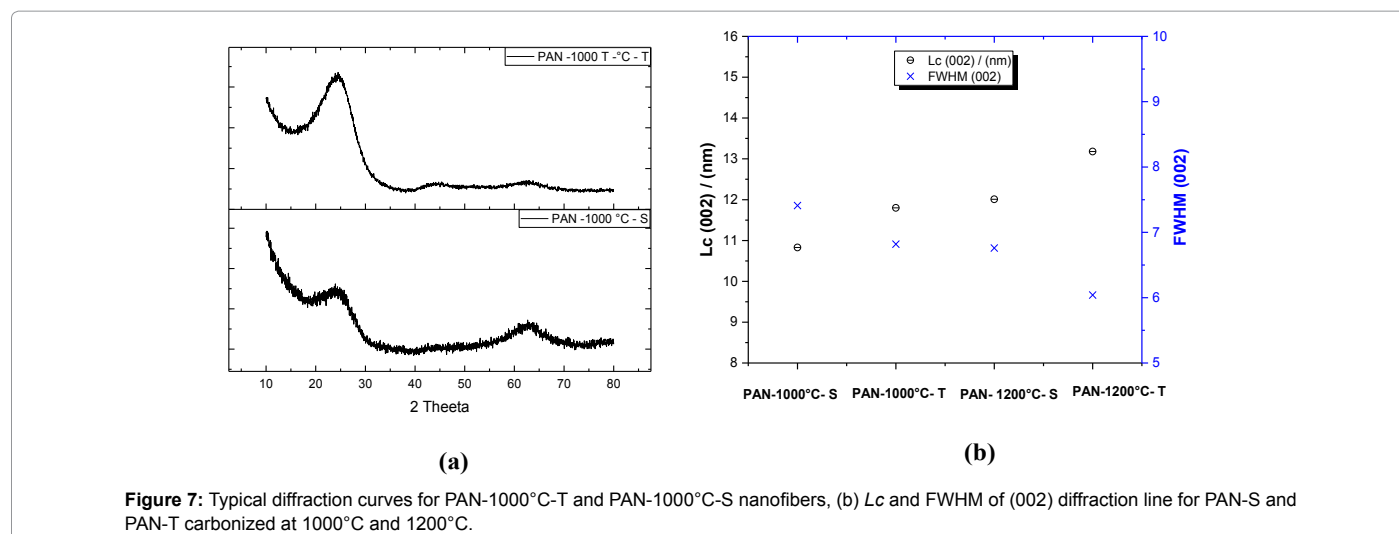 PAN -1000 T -°C - T
PAN -1000 °C - S
10 20 30 40 50 60 70 80
2 Theeta
(a)
16
15
14
13
12
11
10
9
8
Lc (002) / (nm)
Lc (002) / (nm)
FWHM (002)
10
9
8
7
6
5
FWHM (002)
PAN-1000°C- S PAN-1000°C- T PAN- 1200°C- S PAN-1200°C- T
(b)
Figure 7: Typical diffraction curves for PAN-1000°C-T and PAN-1000°C-S nanofibers, (b) Lc and FWHM of (002) diffraction line for PAN-S and
PAN-T carbonized at 1000°C and 1200°C.